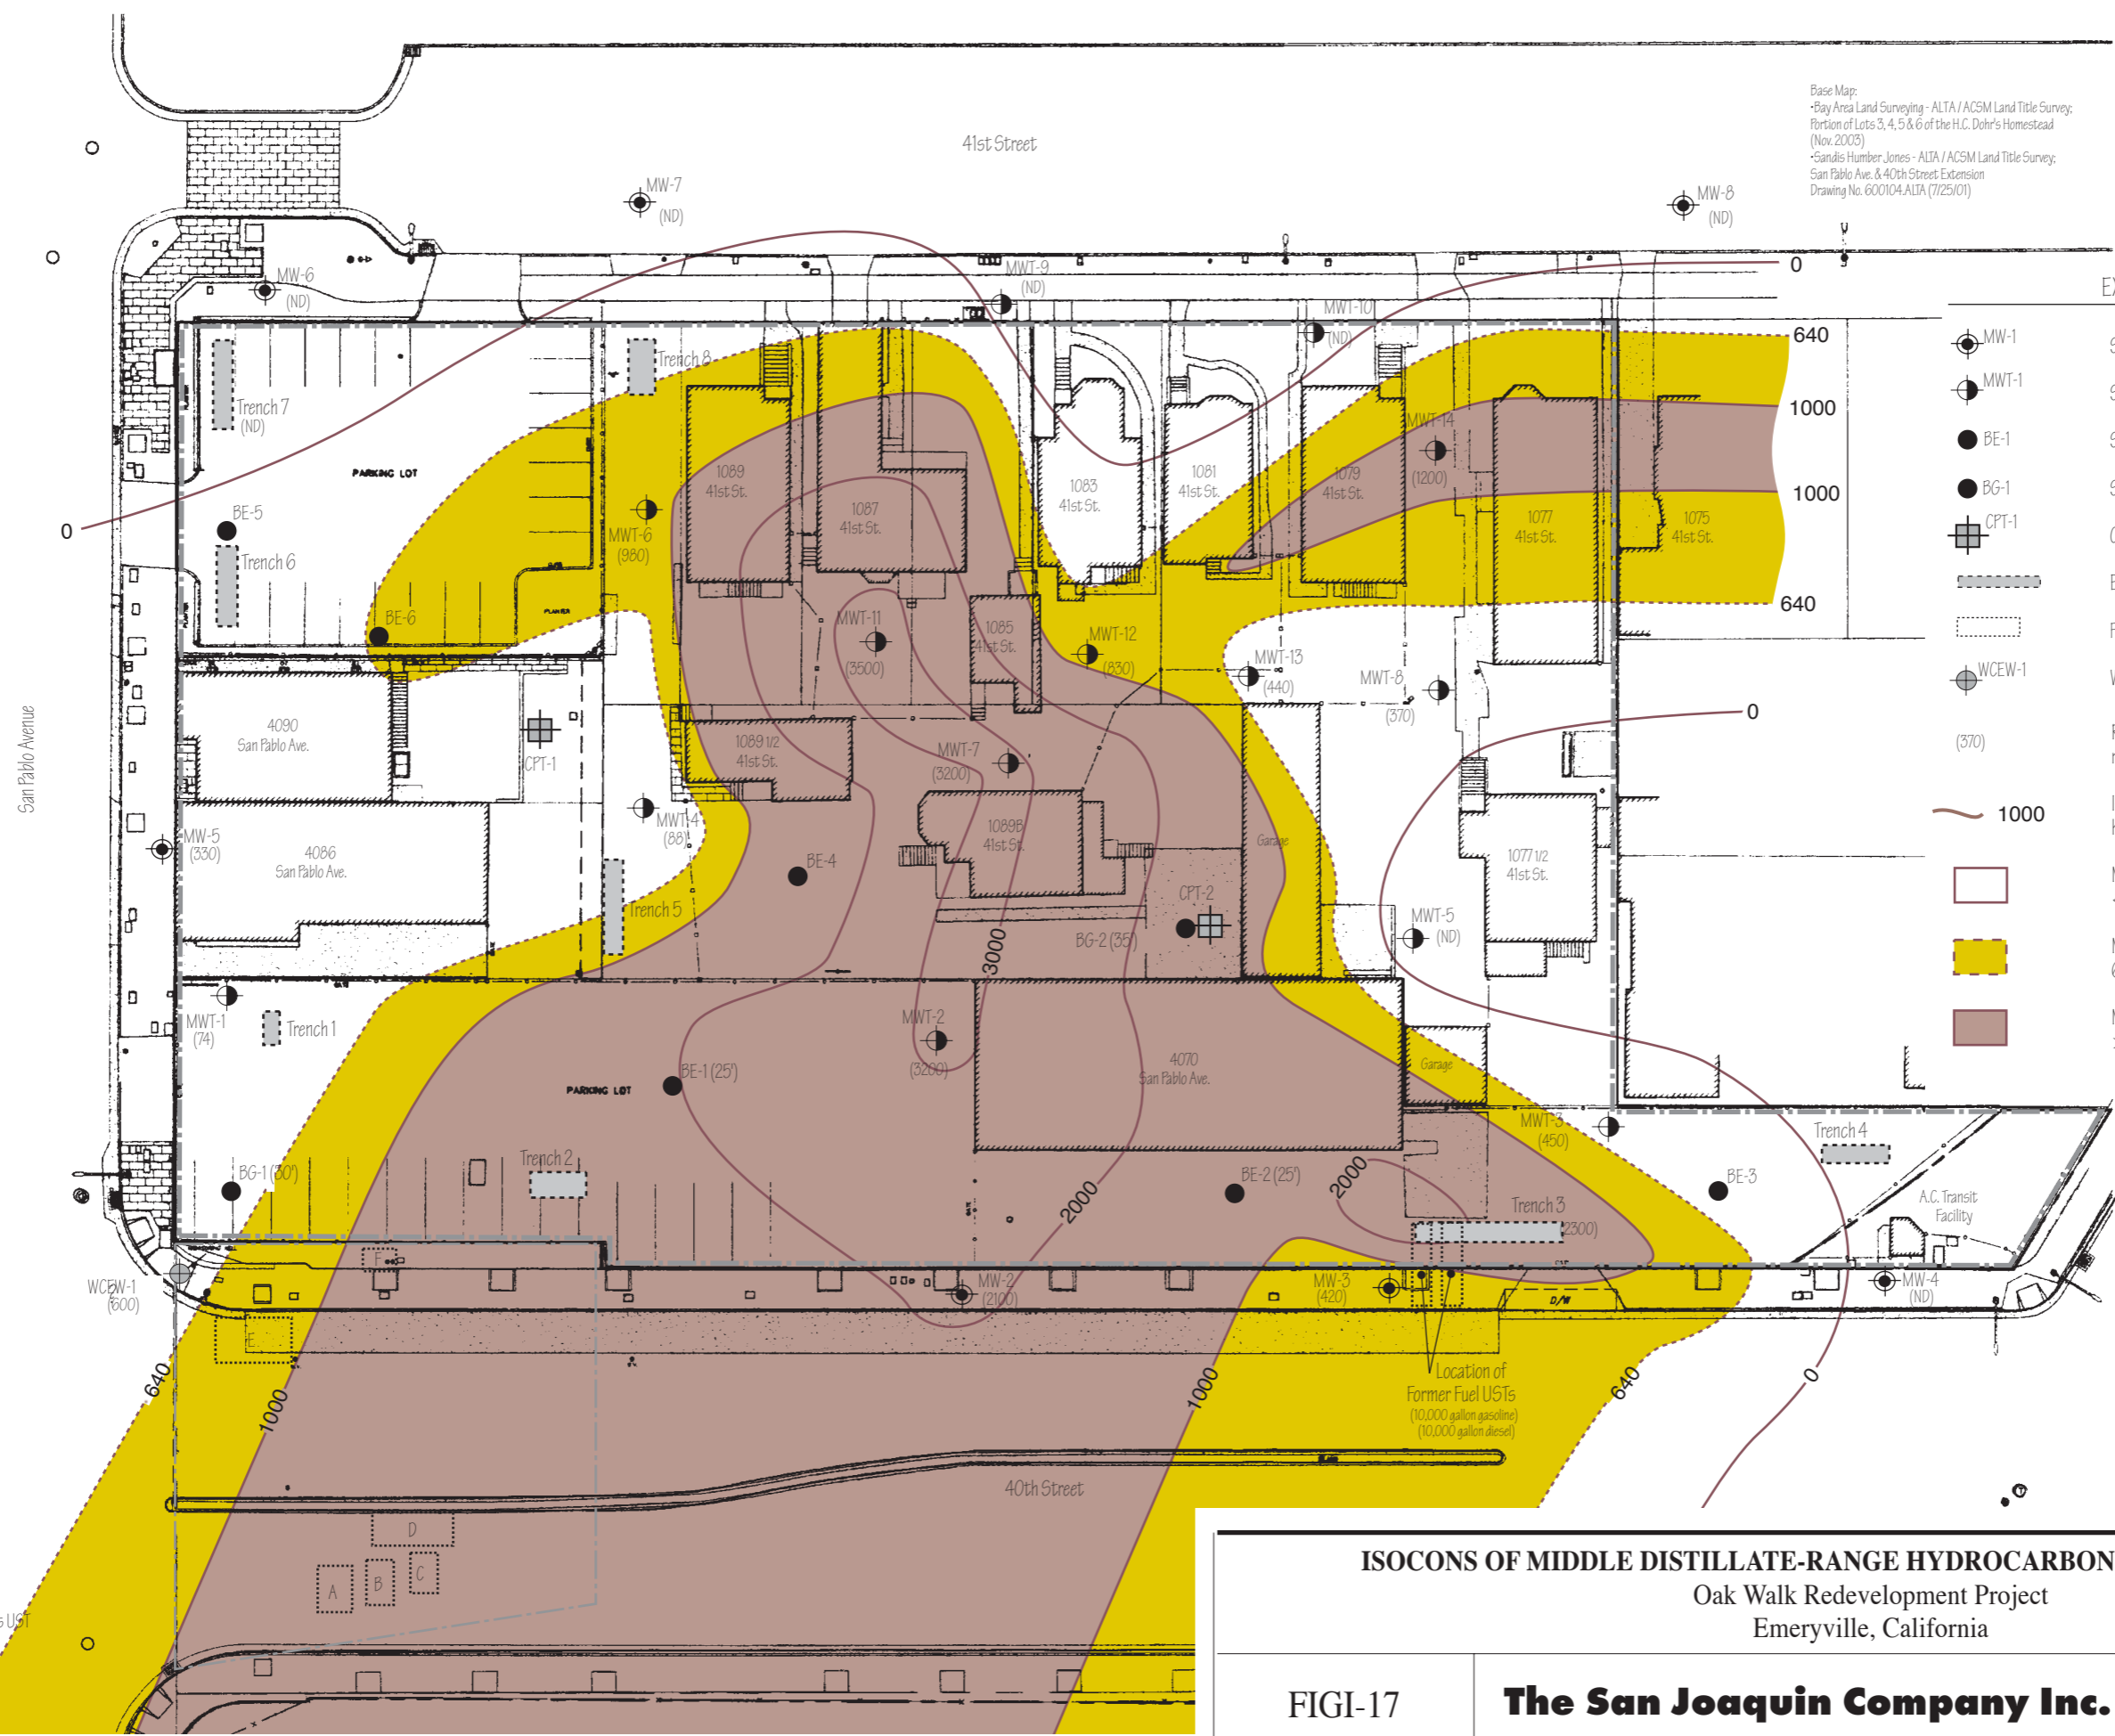 Base Map:
•Bay Area Land Surveying - ALTA / ACSM Land Title Survey;
Portion of Lots 3, 4, 5 & 6 of the H.C. Dohr's Homestead
(Nov. 2003)
•Sandis Humber Jones - ALTA / ACSM Land Title Survey;
San Pablo Ave. & 40th Street Extension
Drawing No. 600104.ALTA (7/25/01)
41st Street
MW-7
(ND)
MW-8
(ND)
MW-6
(ND)
MWT-9
(ND)
MWT-10
(ND)
0
640
1000
1000
640
0
MW-1
MWT-1
BE-1
BG-1
CPT-1
WCEW-1
(370)
1000
Trench 8
Trench 7
(ND)
PARKING LOT
1089
41st St.
1087
41st St.
1083
41st St.
1081
41st St.
1079
41st St.
MWT-14
(1200)
1077
41st St.
1075
41st St.
0
BE-5
Trench 6
MWT-6
(980)
BE-6
PLANTER
MWT-11
(3500)
1085
41st St.
MWT-12
(830)
MWT-13
(440)
MWT-8
(370)
San Pablo Avenue
4090
San Pablo Ave.
CPT-1
1089 1/2
41st St.
MWT-7
(3200)
MW-5
(330)
4086
San Pablo Ave.
MWT-4
(88)
BE-4
1089B
41st St.
Garage
1077 1/2
41st St.
Trench 5
CPT-2
BG-2 (35')
MWT-5
(ND)
3000
MWT-1
(74)
Trench 1
MWT-2
(3200)
4070
San Pablo Ave.
Garage
BE-1 (25')
PARKING LOT
MWT-3
(450)
Trench 4
BG-1 (30')
Trench 2
2000
BE-2 (25')
2000
Trench 3
(2300)
BE-3
A.C. Transit
Facility
WCEW-1
(600)
F
E
MW-2
(2100)
MW-3
(420)
D/W
MW-4
(ND)
640
1000
1000
Location of
Former Fuel USTs
(10,000 gallon gasoline)
(10,000 gallon diesel)
640
0
40th Street
D
A
B
C
UST
ISOCONS OF MIDDLE DISTILLATE-RANGE HYDROCARBON
Oak Walk Redevelopment Project
Emeryville, California
FIGI-17
The San Joaquin Company Inc.